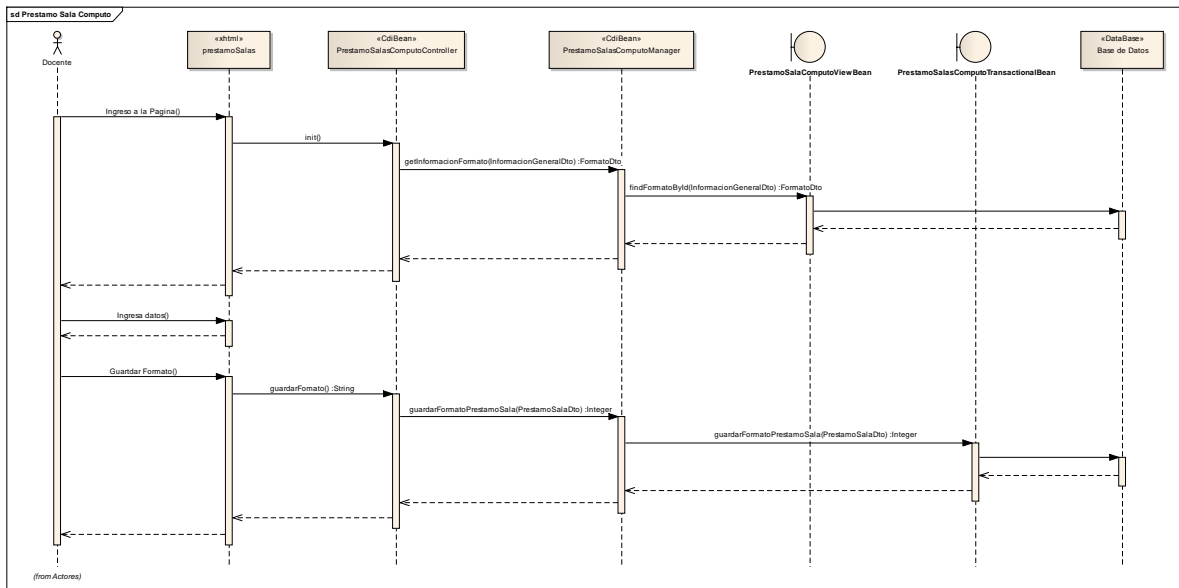 sd Prestamo Sala Computo
Docente
«xhtml»
prestamoSalas
«CdiBean»
PrestamoSalasComputoController
«CdiBean»
PrestamoSalasComputoManager
PrestamoSalaComputoViewBean
PrestamoSalasComputoTransactionalBean
«DataBase»
Base de Datos
Ingreso a la Pagina()
init()
getInformacionFormato(InformacionGeneralDto) :FormatoDto
findFormatoById(InformacionGeneralDto) :FormatoDto
Ingresa datos()
Guartdar Formato()
guardarFomato() :String
guardarFormatoPrestamoSala(PrestamoSalaDto) :Integer
guardarFormatoPrestamoSala(PrestamoSalaDto) :Integer
(from Actores)